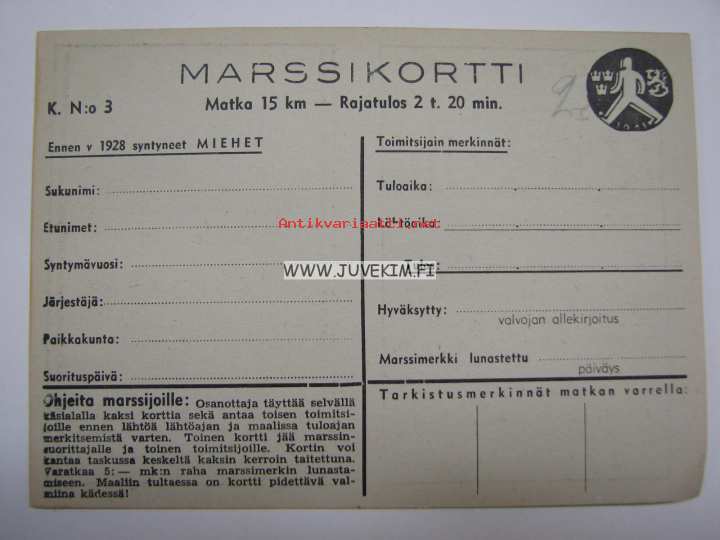 MARSSIKORTTI
K. N:o 3
Matka 15 km — Rajatulos 2 t. 20 min.
1941
Ennen v 1928 syntyneet MIEHET
Sukunimi:
Etunimet:
Syntymävuosi:
Järjestäjä:
Paikkakunta:
Suorituspäivä:
Ohjeita marssijoille: Osanottaja täyttää selvällä
käsialalla kaksi korttia sekä antaa toisen toimitsi-
joille ennen lähtöä lähtöajan ja maalissa tuloajan
merkitsemistä varten. Toinen kortti jää marssin-
suorittajalle ja toinen toimitsijoille. Kortin voi
kantaa taskussa keskeltä kaksin kerroin taitettuna.
Varatkaa 5:— mk:n raha marssimerkin lunasta-
miseen. Maaliin tultaessa on kortti pidettävä val-
miina kädessä!
Toimitsijain merkinnät:
Tuloaika:
Lähtöaika:
Hyväksytty:
valvojan allekirjoitus
Marssimerkki lunastettu
päiväys
Tarkistusmerkinnät matkan varrella:
WWW.JUVEKIM.FI